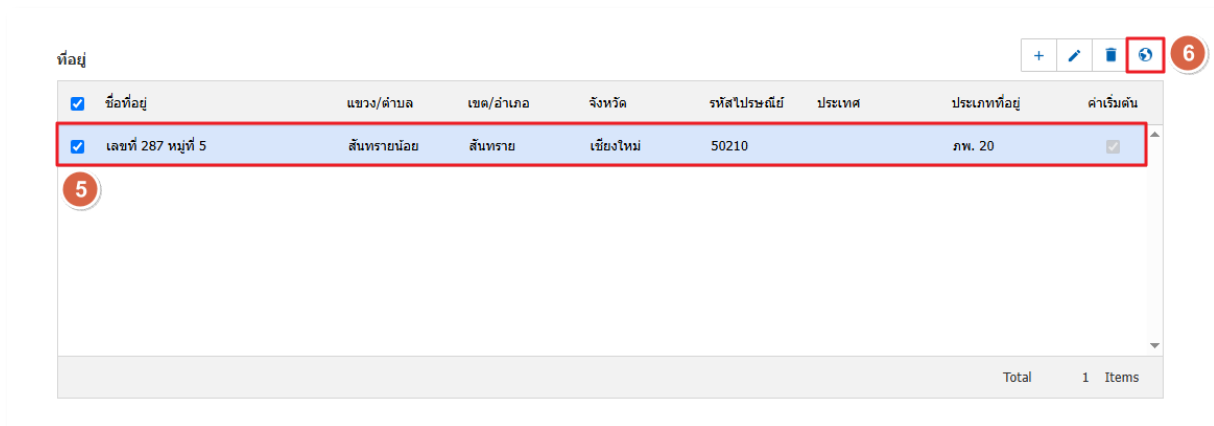 ที่อยู่
6
ชื่อที่อยู่ แขวง/ตำบล เขต/อำเภอ จังหวัด รหัสไปรษณีย์ ประเทศ ประเภทที่อยู่ ค่าเริ่มต้น
เลขที่ 287 หมู่ที่ 5 สันทรายน้อย สันทราย เชียงใหม่ 50210 ภพ. 20
5
Total 1 Items